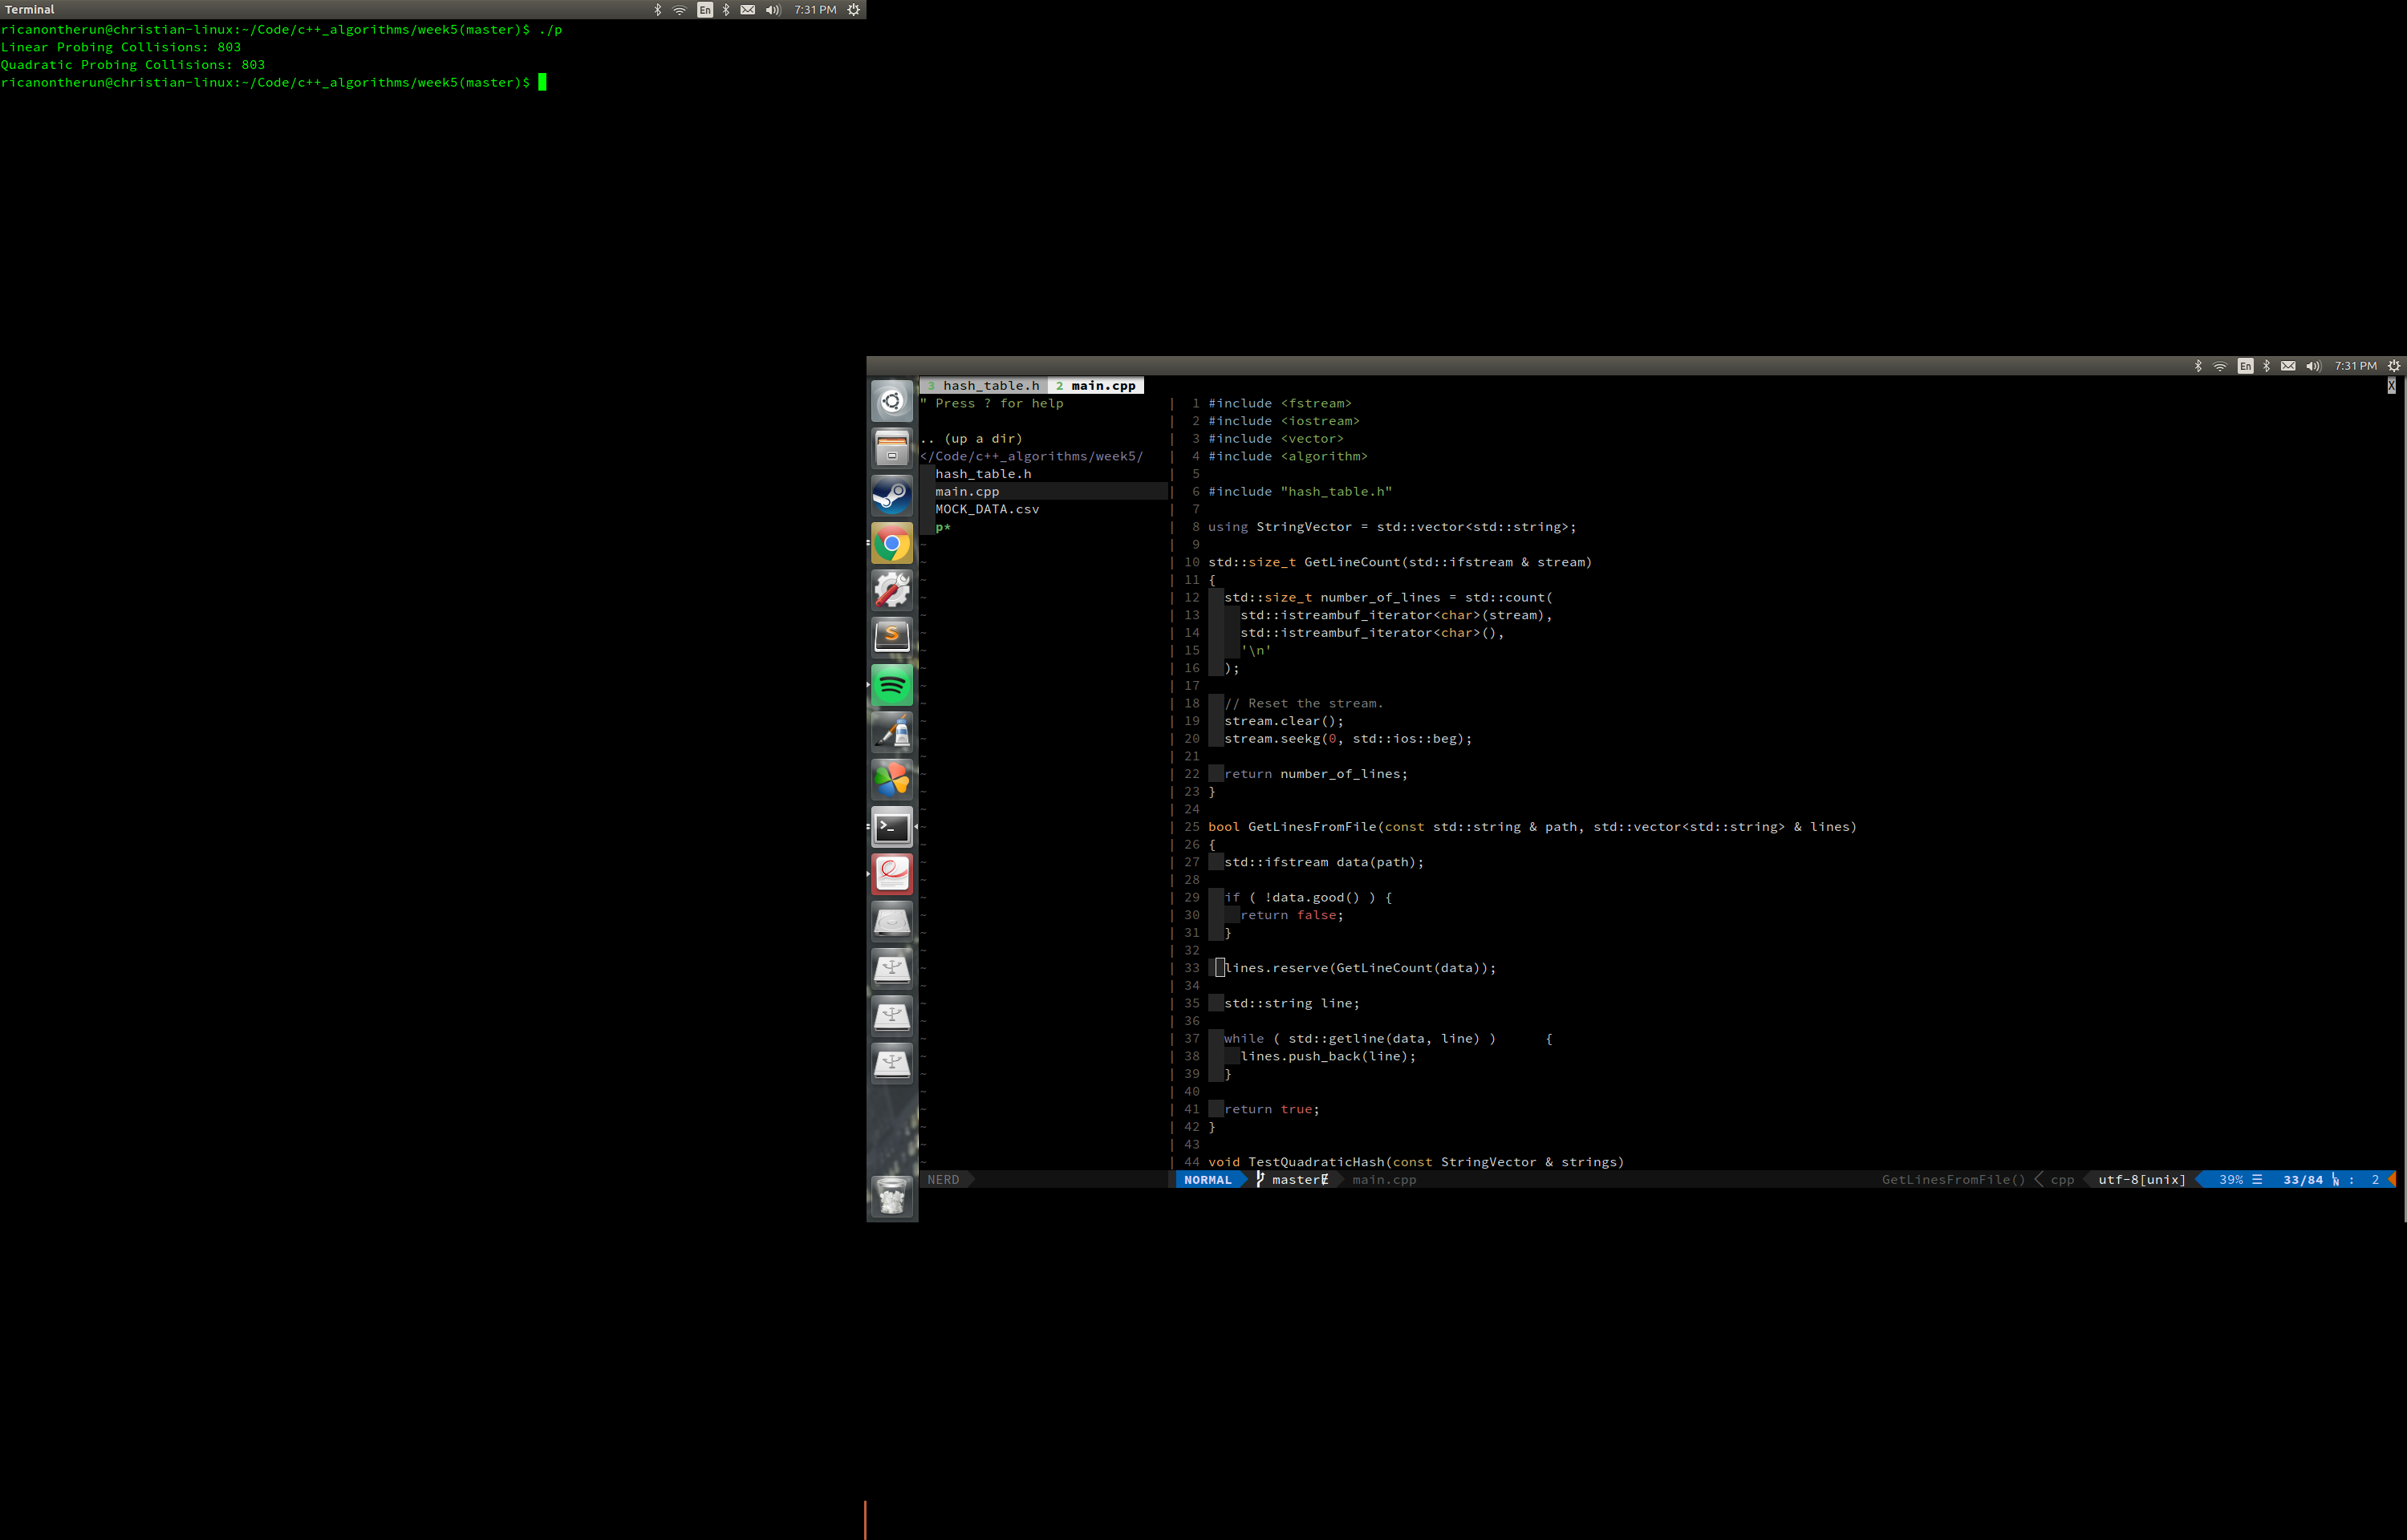 Terminal
En
7:31 PM
ricanontherun@christian-linux:~/Code/c++_algorithms/week5(master)$ ./p
Linear Probing Collisions: 803
Quadratic Probing Collisions: 803
ricanontherun@christian-linux:~/Code/c++_algorithms/week5(master)$
En
7:31 PM
3 hash_table.h 2 main.cpp
X
" Press ? for help
.. (up a dir)
</Code/c++_algorithms/week5/
hash_table.h
main.cpp
MOCK_DATA.csv
p*
1 #include <fstream>
2 #include <iostream>
3 #include <vector>
4 #include <algorithm>
5
6 #include "hash_table.h"
7
8 using StringVector = std::vector<std::string>;
9
10 std::size_t GetLineCount(std::ifstream & stream)
11 {
12 std::size_t number_of_lines = std::count(
13 std::istreambuf_iterator<char>(stream),
14 std::istreambuf_iterator<char>(),
15 '\n'
16 );
17
18 // Reset the stream.
19 stream.clear();
20 stream.seekg(0, std::ios::beg);
21
22 return number_of_lines;
23 }
24
25 bool GetLinesFromFile(const std::string & path, std::vector<std::string> & lines)
26 {
27 std::ifstream data(path);
28
29 if ( !data.good() ) {
30 return false;
31 }
32
33 lines.reserve(GetLineCount(data));
34
35 std::string line;
36
37 while ( std::getline(data, line) ) {
38 lines.push_back(line);
39 }
40
41 return true;
42 }
43
44 void TestQuadraticHash(const StringVector & strings)
NERD
NORMAL master main.cpp GetLinesFromFile() cpp utf-8[unix] 39% ☰ 33/84 : 2